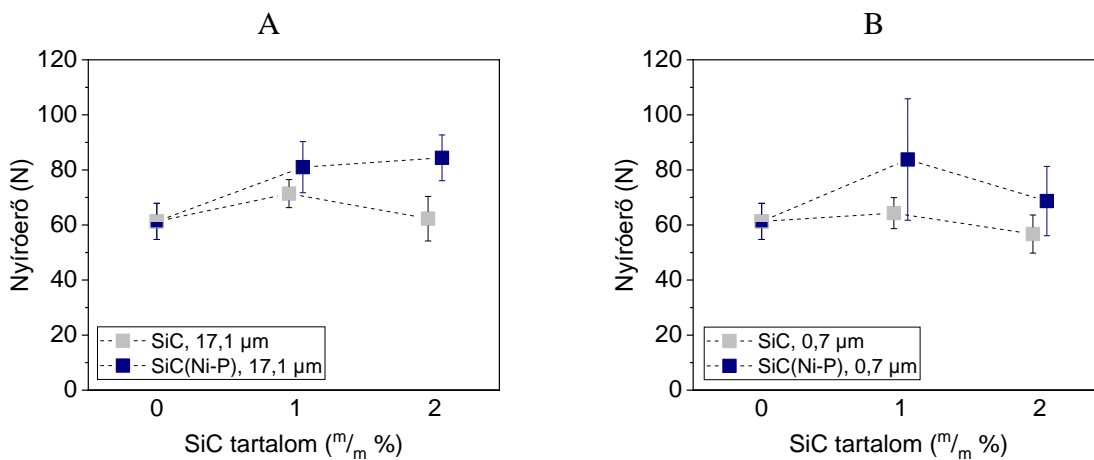 A
120
100
80
60
40
20
0
Nyíróerő (N)
SiC, 17,1 µm
SiC(Ni-P), 17,1 µm
0 1 2
SiC tartalom (m/m %)
B
120
100
80
60
40
20
0
Nyíróerő (N)
SiC, 0,7 µm
SiC(Ni-P), 0,7 µm
0 1 2
SiC tartalom (m/m %)